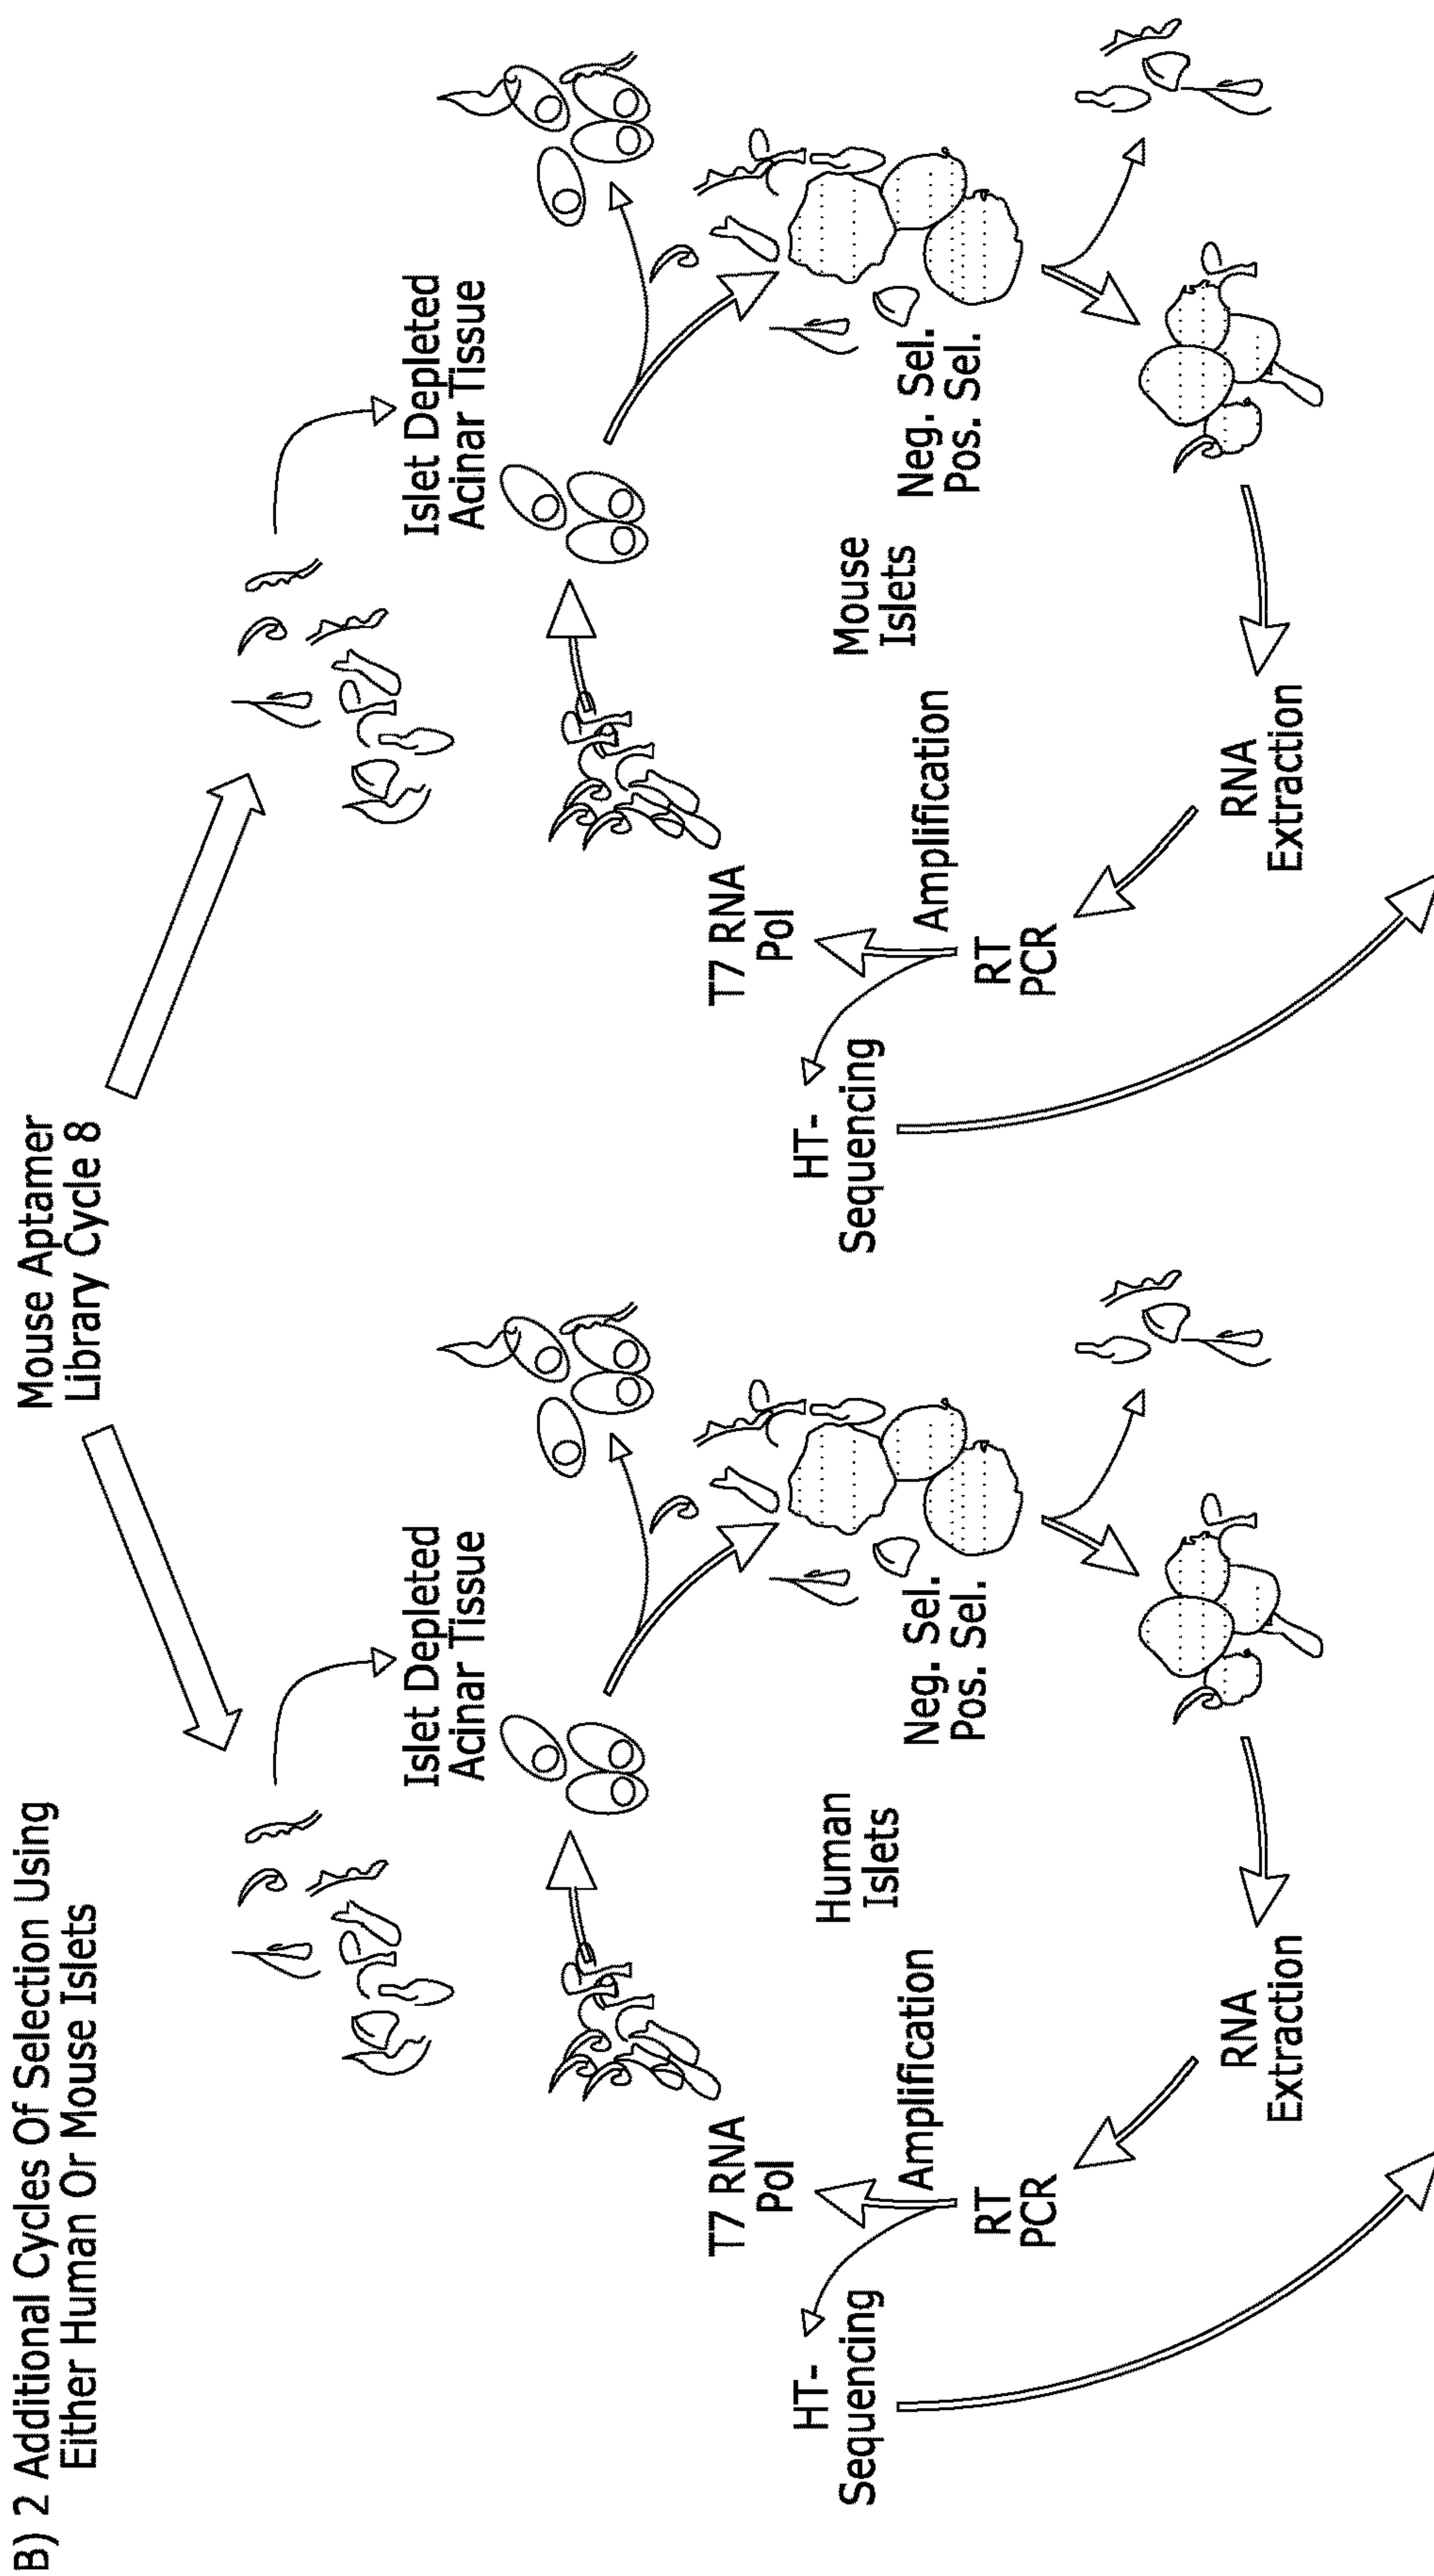 B) 2 Additional Cycles Of Selection Using
Either Human Or Mouse Islets
Mouse Aptamer
Library Cycle 8
Islet Depleted
Acinar Tissue
T7 RNA
Pol
HT-
Sequencing
Amplification
Human
Islets
Neg. Sel.
Pos. Sel.
RT
PCR
RNA
Extraction
Islet Depleted
Acinar Tissue
T7 RNA
Pol
HT-
Sequencing
Amplification
Mouse
Islets
Neg. Sel.
Pos. Sel.
RT
PCR
RNA
Extraction